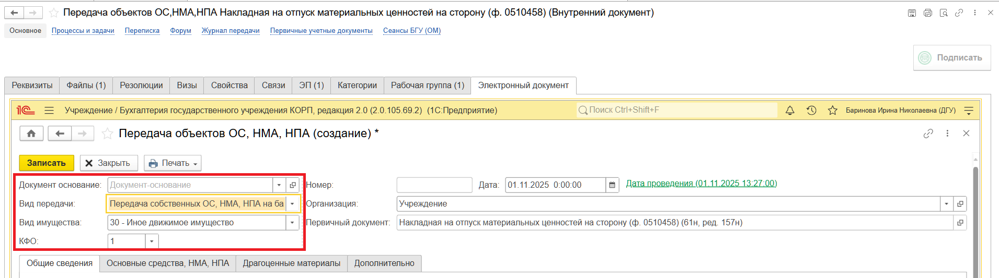 Передача объектов ОС,НМА,НПА Накладная на отпуск материальных ценностей на сторону (ф. 0510458) (Внутренний документ)
Основное Процессы и задачи Переписка Форум Журнал передачи Первичные учетные документы Сеансы БГУ (ОМ)
Подписать
Реквизиты Файлы (1) Резолюции Визы Свойства Связи ЭП (1) Категории Рабочая группа (1) Электронный документ
1С Учреждение / Бухгалтерия государственного учреждения КОРП, редакция 2.0 (2.0.105.69.2) (1С:Предприятие) Поиск Ctrl+Shift+F Баринова Ирина Николаевна (ДГУ)
Передача объектов ОС, НМА, НПА (создание) *
Записать Закрыть Печать
Документ основание: Документ-основание Номер: Дата: 01.11.2025 0:00:00 Дата проведения (01.11.2025 13:27:00)
Вид передачи: Передача собственных ОС, НМА, НПА на ба Организация: Учреждение
Вид имущества: 30 - Иное движимое имущество Первичный документ: Накладная на отпуск материальных ценностей на сторону (ф. 0510458) (61н, ред. 157н)
КФО: 1
Общие сведения Основные средства, НМА, НПА Драгоценные материалы Дополнительно